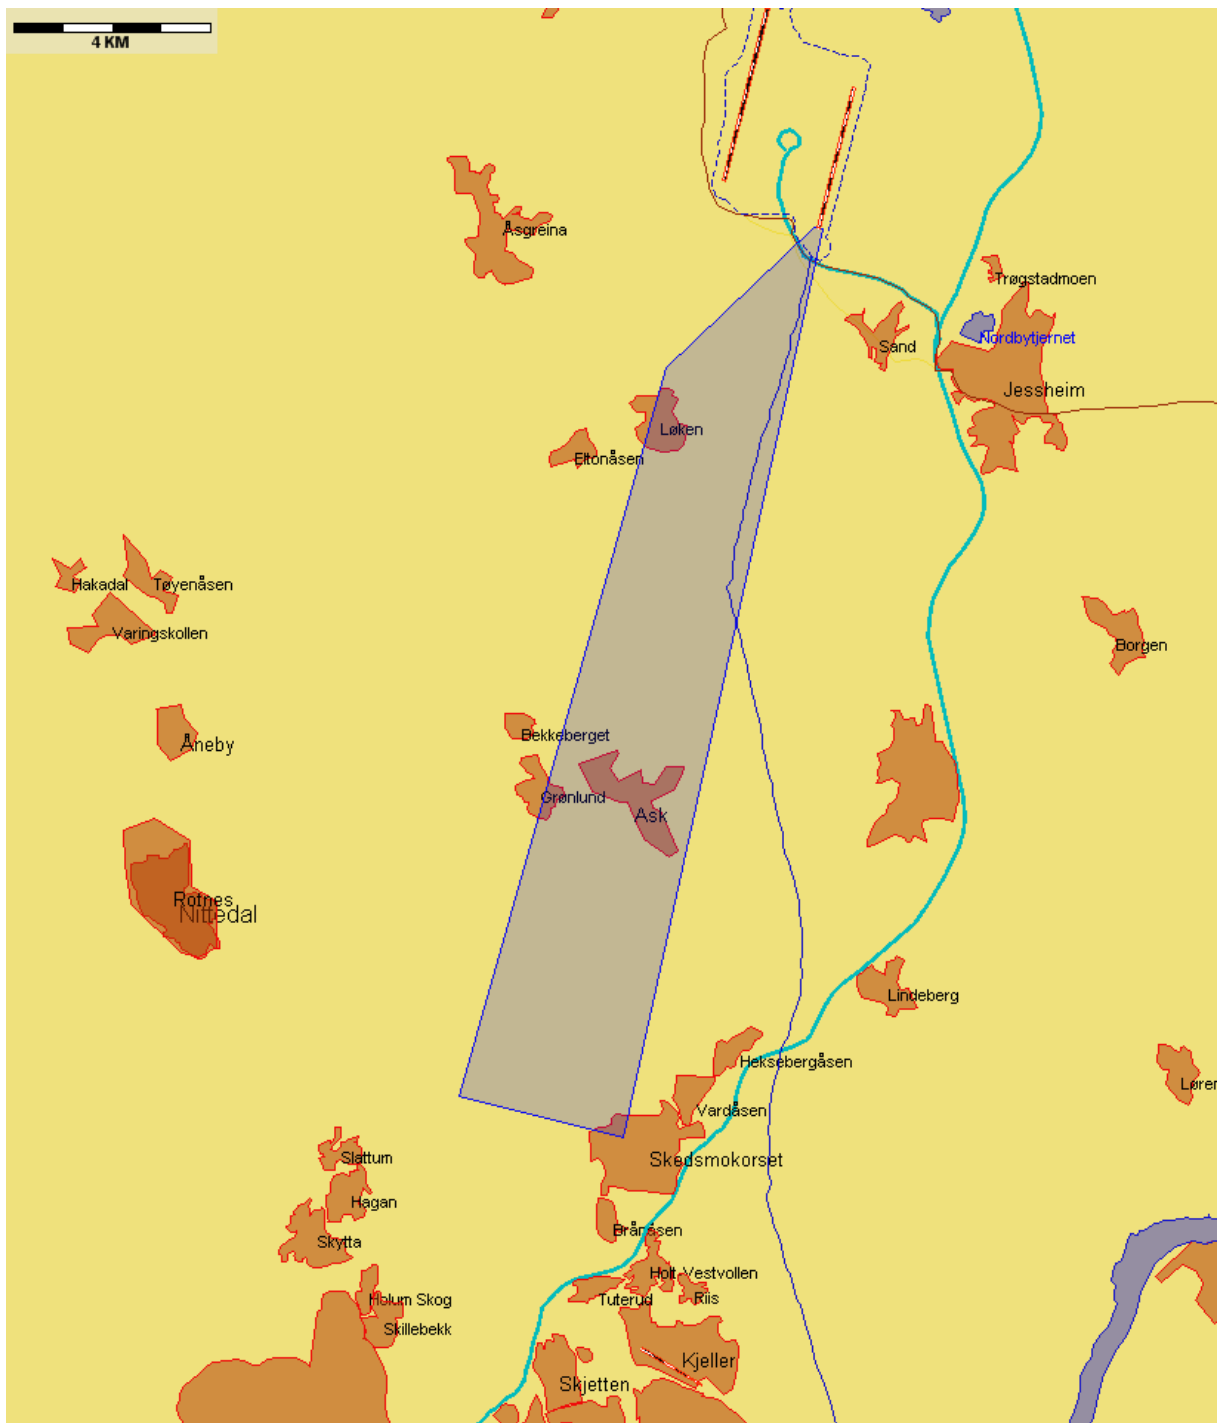 4 KM
Åsgreina
Trøgstadmoen
Nordbytjernet
Sand
Jessheim
Løken
Eltonåsen
Hakadal
Tøyenåsen
Varingskollen
Borgen
Bekkeberget
Åneby
Grønlund
Ask
Rotnes
Nittedal
Lindeberg
Heksebergåsen
Løren
Vardåsen
Slattum
Skedsmokorset
Hagan
Bråråsen
Skytta
Holt-Vestvollen
Holum Skog
Tuterud
Riis
Skillebekk
Kjeller
Skjetten